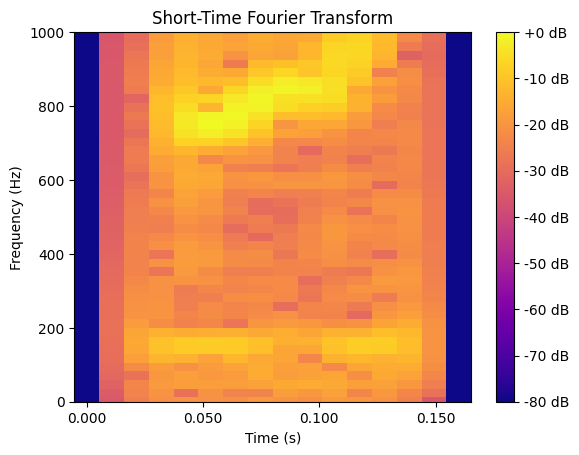 Short-Time Fourier Transform
1000
800
600
400
200
0
Frequency (Hz)
0.000
0.050
0.100
0.150
Time (s)
+0 dB
-10 dB
-20 dB
-30 dB
-40 dB
-50 dB
-60 dB
-70 dB
-80 dB